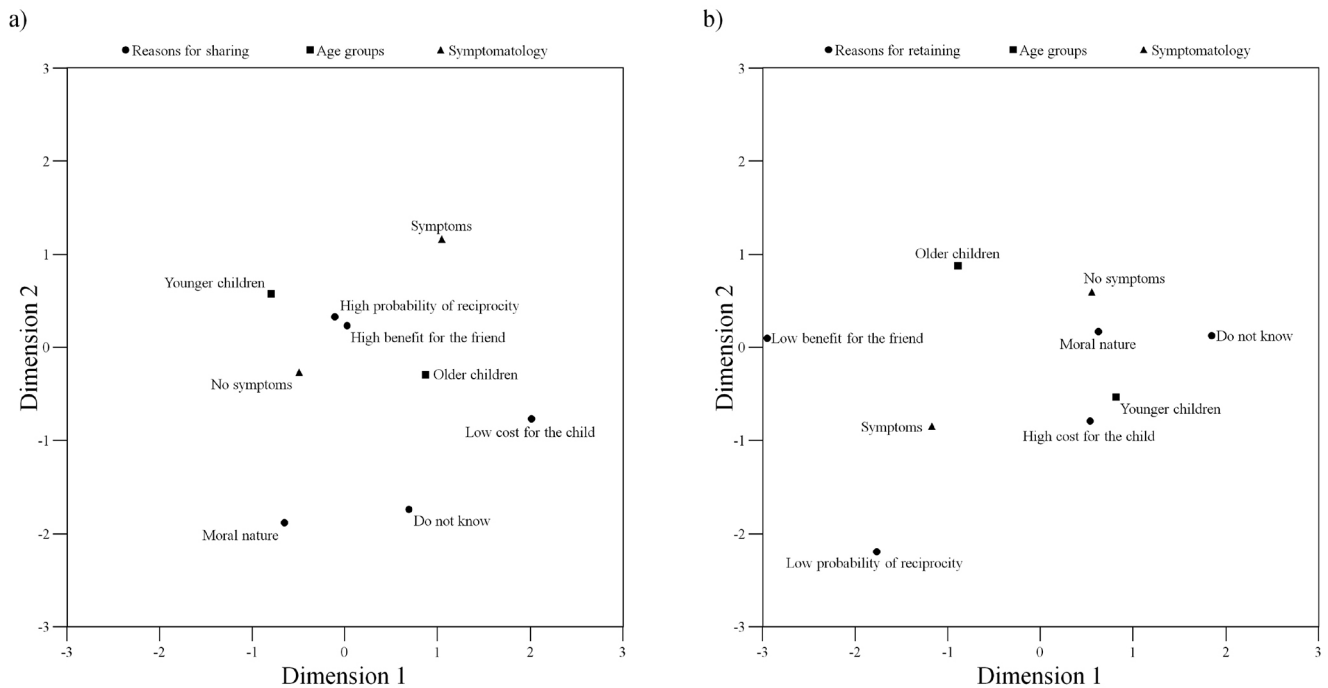 a)
Reasons for sharing Age groups Symptomatology
3
2
1
0
-1
-2
-3
Dimension 2
Symptoms
Younger children
High probability of reciprocity
High benefit for the friend
Older children
No symptoms
Low cost for the child
Do not know
Moral nature
-3 -2 -1 0 1 2 3
Dimension 1
b)
Reasons for retaining Age groups Symptomatology
3
2
1
0
-1
-2
-3
Dimension 2
Older children
No symptoms
Low benefit for the friend
Moral nature
Do not know
Younger children
Symptoms
High cost for the child
Low probability of reciprocity
-3 -2 -1 0 1 2 3
Dimension 1